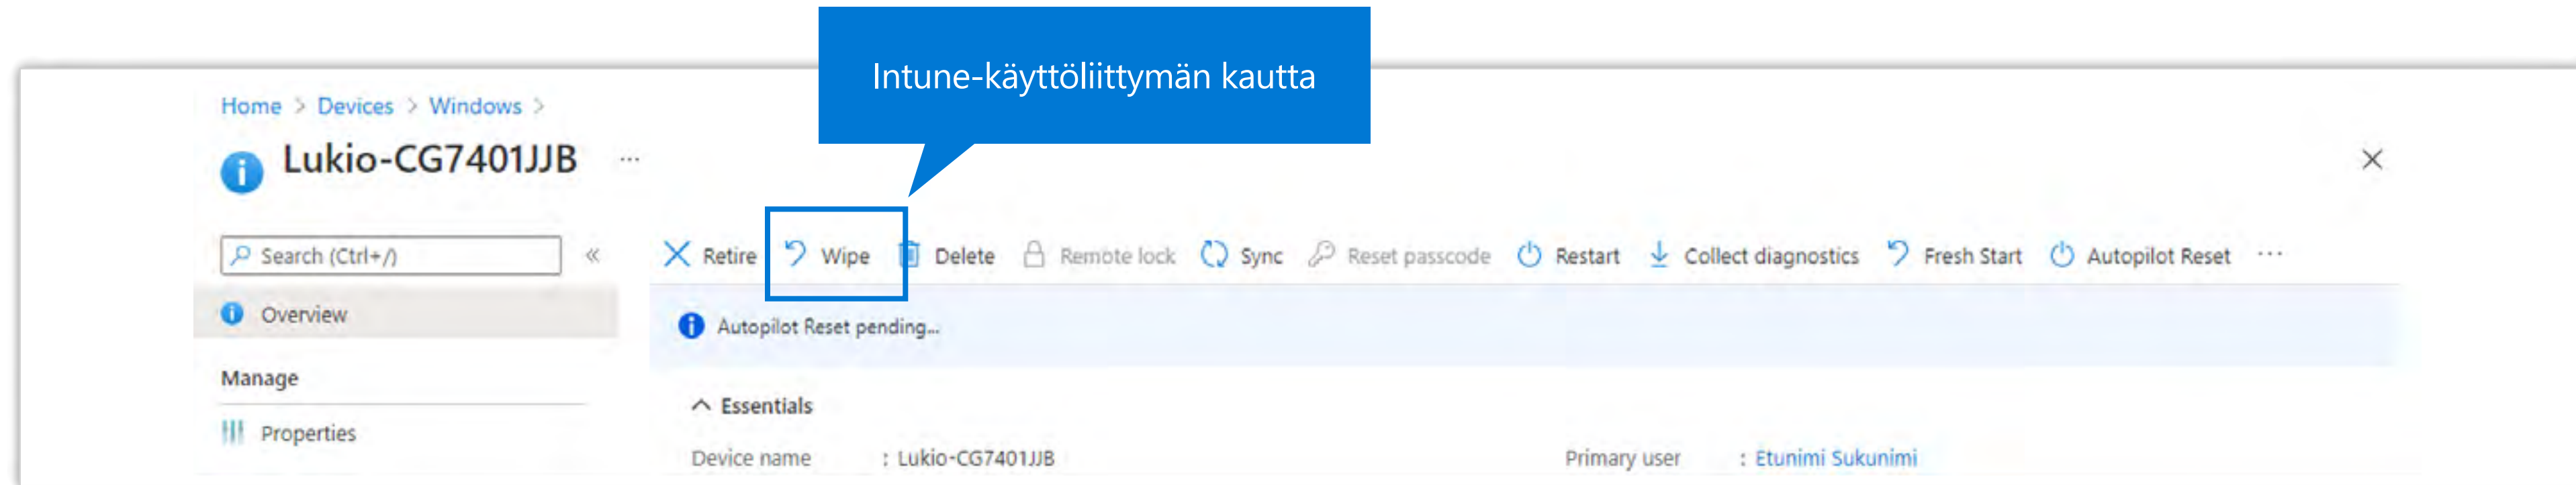 Intune-käyttöliittymän kautta
Home > Devices > Windows >
Lukio-CG7401JJB ...
Search (Ctrl+/) «
Retire Wipe Delete Remote lock Sync Reset passcode Restart Collect diagnostics Fresh Start Autopilot Reset ...
Overview
Autopilot Reset pending...
Manage
Essentials
Properties
Device name : Lukio-CG7401JJB Primary user : Etunimi Sukunimi